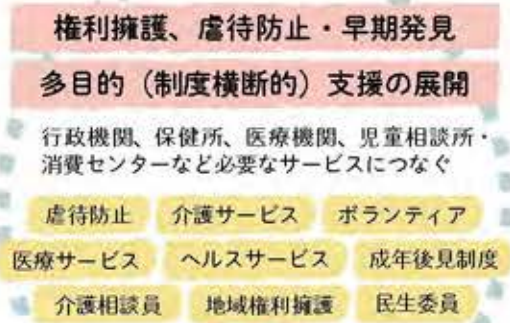 権利擁護、虐待防止・早期発見
多目的（制度横断的）支援の展開
行政機関、保健所、医療機関、児童相談所・
消費センターなど必要なサービスにつなぐ
虐待防止 介護サービス ボランティア
医療サービス ヘルスサービス 成年後見制度
介護相談員 地域権利擁護 民生委員